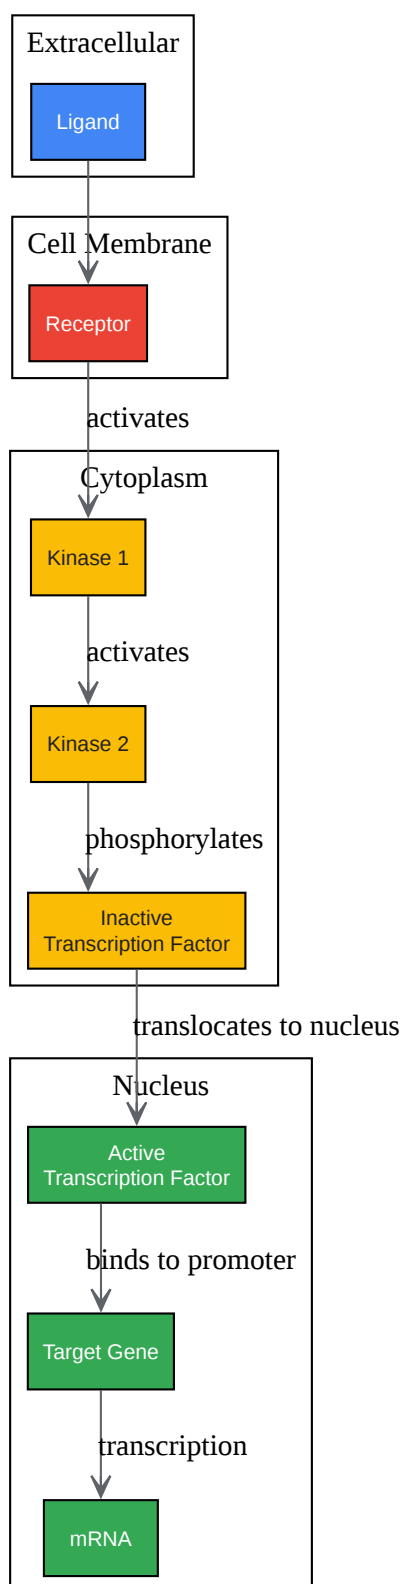 Extracellular
Ligand
Cell Membrane
Receptor
activates
Cytoplasm
Kinase 1
activates
Kinase 2
phosphorylates
Inactive
Transcription Factor
translocates to nucleus
Nucleus
Active
Transcription Factor
binds to promoter
Target Gene
transcription
mRNA